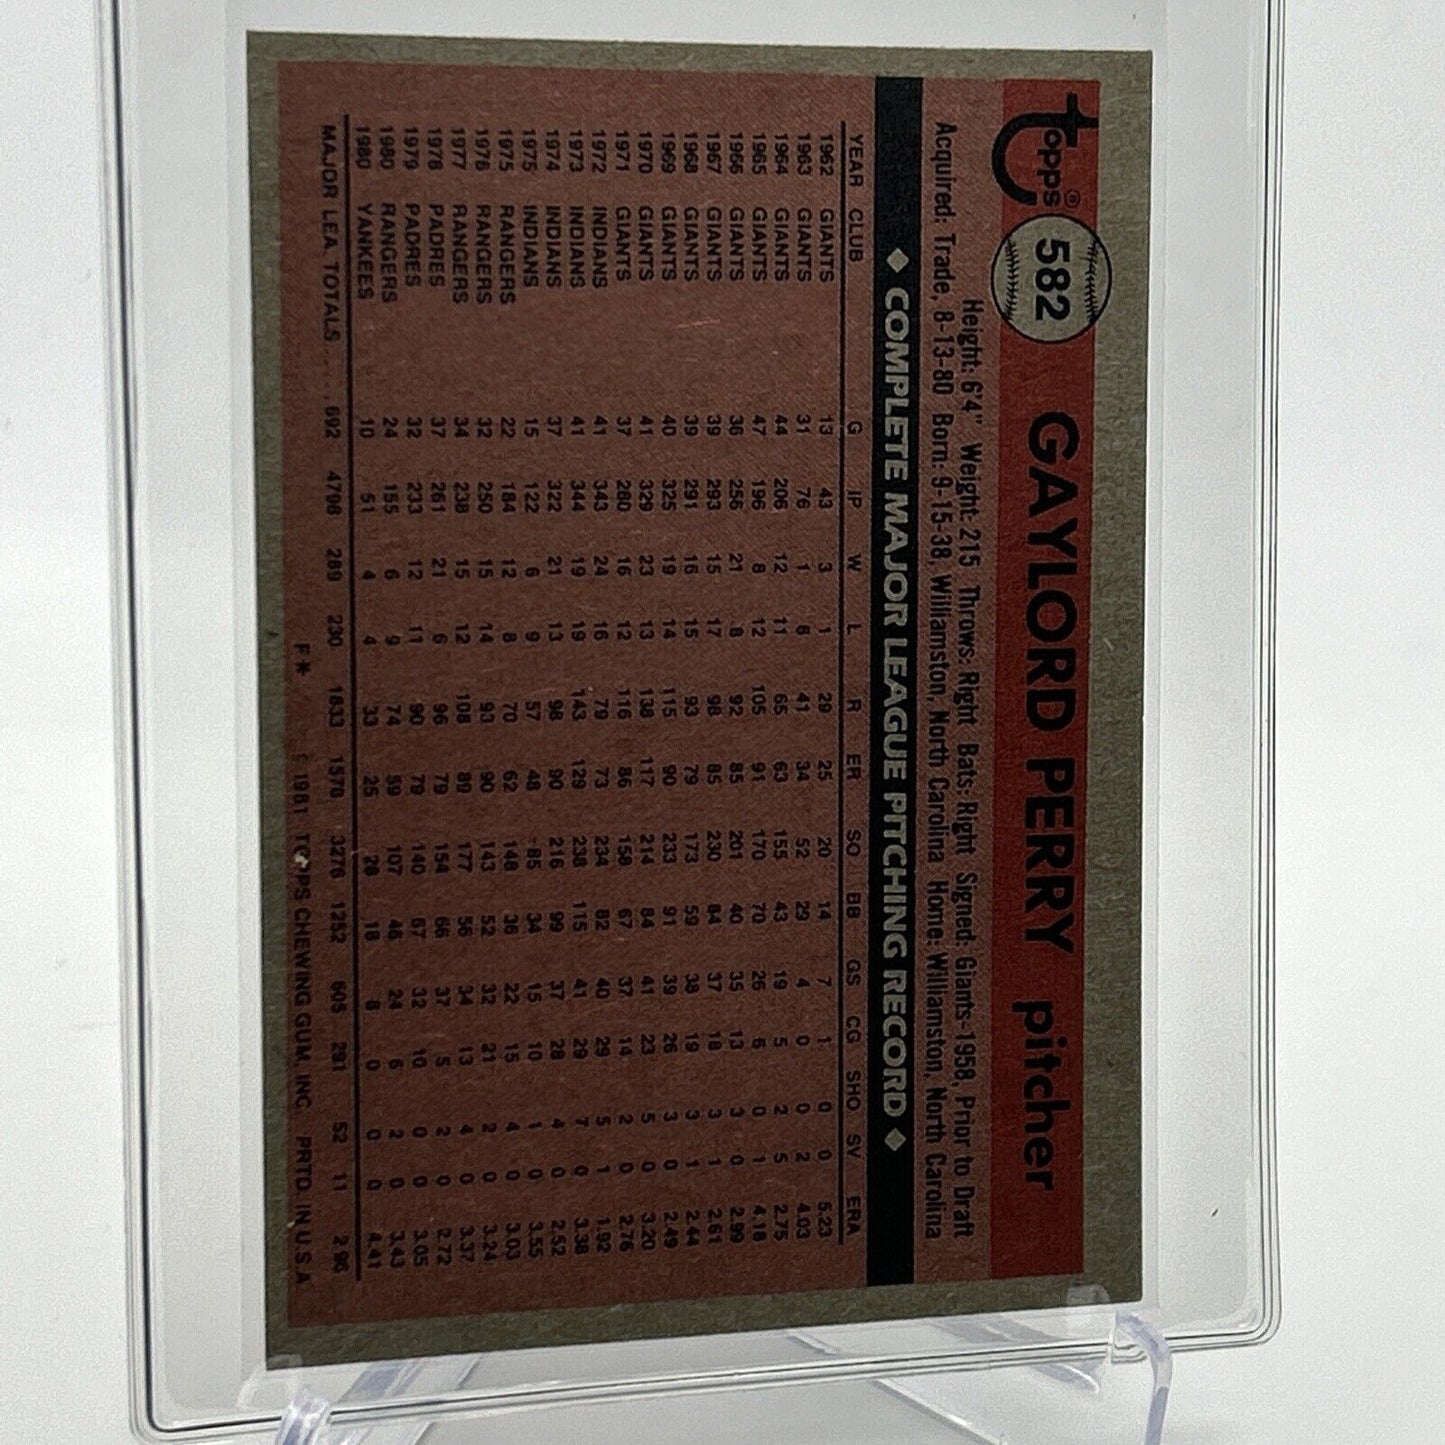 Topps® 582 GAYLORD PERRY pitcher
Height: 6'4" Weight: 215 Throws: Right Bats: Right Signed: Giants-1958, Prior to Draft
Acquired: Trade, 8-13-80 Born: 9-15-38, Williamston, North Carolina Home: Williamston, North Carolina
◆ COMPLETE MAJOR LEAGUE PITCHING RECORD ◆
YEAR CLUB G IP W L R ER SO BB GS CG SHO SV ERA
1962 GIANTS 13 43 3 1 29 25 20 14 7 1 0 0 5.23
1963 GIANTS 31 76 1 6 41 34 52 29 4 0 0 2 4.03
1964 GIANTS 44 206 12 11 65 63 155 43 19 5 2 5 2.75
1965 GIANTS 47 196 8 12 105 91 170 70 26 6 0 1 4.18
1966 GIANTS 36 256 21 8 92 85 201 40 35 13 3 0 2.99
1967 GIANTS 39 293 15 17 98 85 230 84 37 18 3 1 2.61
1968 GIANTS 39 291 16 15 93 79 173 59 38 19 3 1 2.44
1969 GIANTS 40 325 19 14 115 90 233 91 39 26 3 0 2.49
1970 GIANTS 41 329 23 13 138 117 214 84 41 23 5 0 3.20
1971 GIANTS 37 280 16 12 116 86 158 67 37 14 2 0 2.76
1972 INDIANS 41 343 24 16 79 73 234 82 40 29 5 1 1.92
1973 INDIANS 41 344 19 19 143 129 238 115 41 29 7 0 3.38
1974 INDIANS 37 322 21 13 98 90 216 99 37 28 4 0 2.52
1975 INDIANS 15 122 6 9 57 48 85 34 15 10 1 0 3.55
1975 RANGERS 22 184 12 8 70 62 148 36 22 15 4 0 3.03
1976 RANGERS 32 250 15 14 93 90 143 52 32 21 2 0 3.24
1977 RANGERS 34 238 15 12 108 89 177 56 34 13 4 0 3.37
1978 PADRES 37 261 21 6 96 79 154 66 37 5 2 0 2.72
1979 PADRES 32 233 12 11 90 79 140 67 32 10 0 0 3.05
1980 RANGERS 24 155 6 9 74 59 107 46 24 6 2 0 3.43
1980 YANKEES 10 51 4 4 33 25 28 18 8 0 0 0 4.41
MAJOR LEA. TOTALS . . . . 692 4798 289 230 1833 1578 3276 1252 605 291 52 11 2.96
F* © 1981 TOPS CHEWING GUM, INC. PRTD. IN U.S.A.